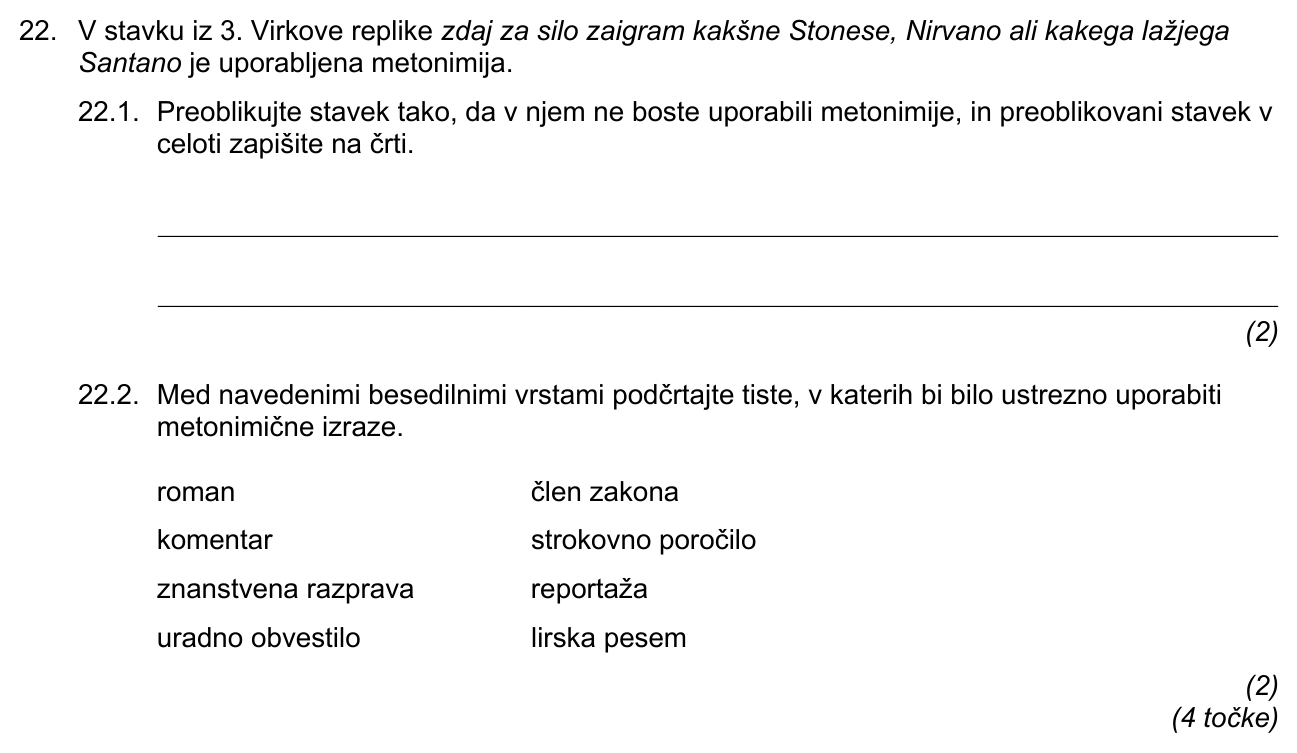 22. V stavku iz 3. Virkove replike zdaj za silo zaigram kakšne Stonese, Nirvano ali kakega lažjega
Santano je uporabljena metonimija.
22.1. Preoblikujte stavek tako, da v njem ne boste uporabili metonimije, in preoblikovani stavek v
celoti zapišite na črti.
(2)
22.2. Med navedenimi besedilnimi vrstami podčrtajte tiste, v katerih bi bilo ustrezno uporabiti
metonimične izraze.
roman člen zakona
komentar strokovno poročilo
znanstvena razprava reportaža
uradno obvestilo lirska pesem
(2)
(4 točke)